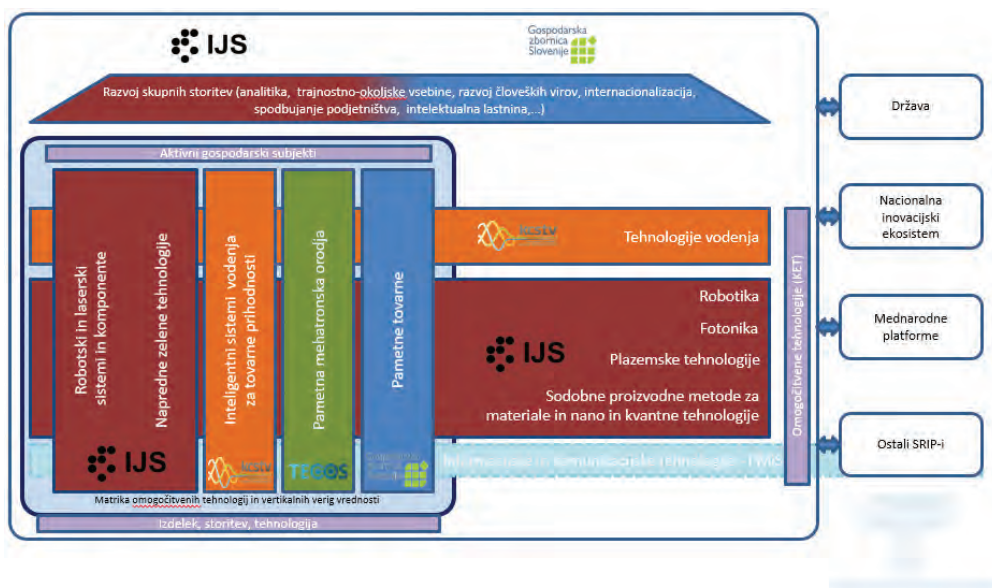 IJS
Gospodarska
zbornica
Slovenije
Razvoj skupnih storitev (analitika, trajnostno-okoljske vsebine, razvoj človeških virov, internacionalizacija,
spodbujanje podjetništva, intelektualna lastnina,...)
Aktivni gospodarski subjekti
Robotski in laserski
sistemi in komponente
Napredne zelene tehnologije
IJS
Inteligentni sistemi vodenja
za tovarne prihodnosti
kcstv
Pametna mehatronska orodja
TECOS
Pametne tovarne
Matrika omogočitvenih tehnologij in vertikalnih verig vrednosti
Izdelek, storitev, tehnologija
kcstv
Tehnologije vodenja
IJS
Robotika
Fotonika
Plazemske tehnologije
Sodobne proizvodne metode za
materiale in nano in kvantne tehnologije
komunikacijske tehnologije
Omogočitvene tehnologije (KET)
Država
Nacionalna
inovacijski
ekosistem
Mednarodne
platforme
Ostali SRIP-i